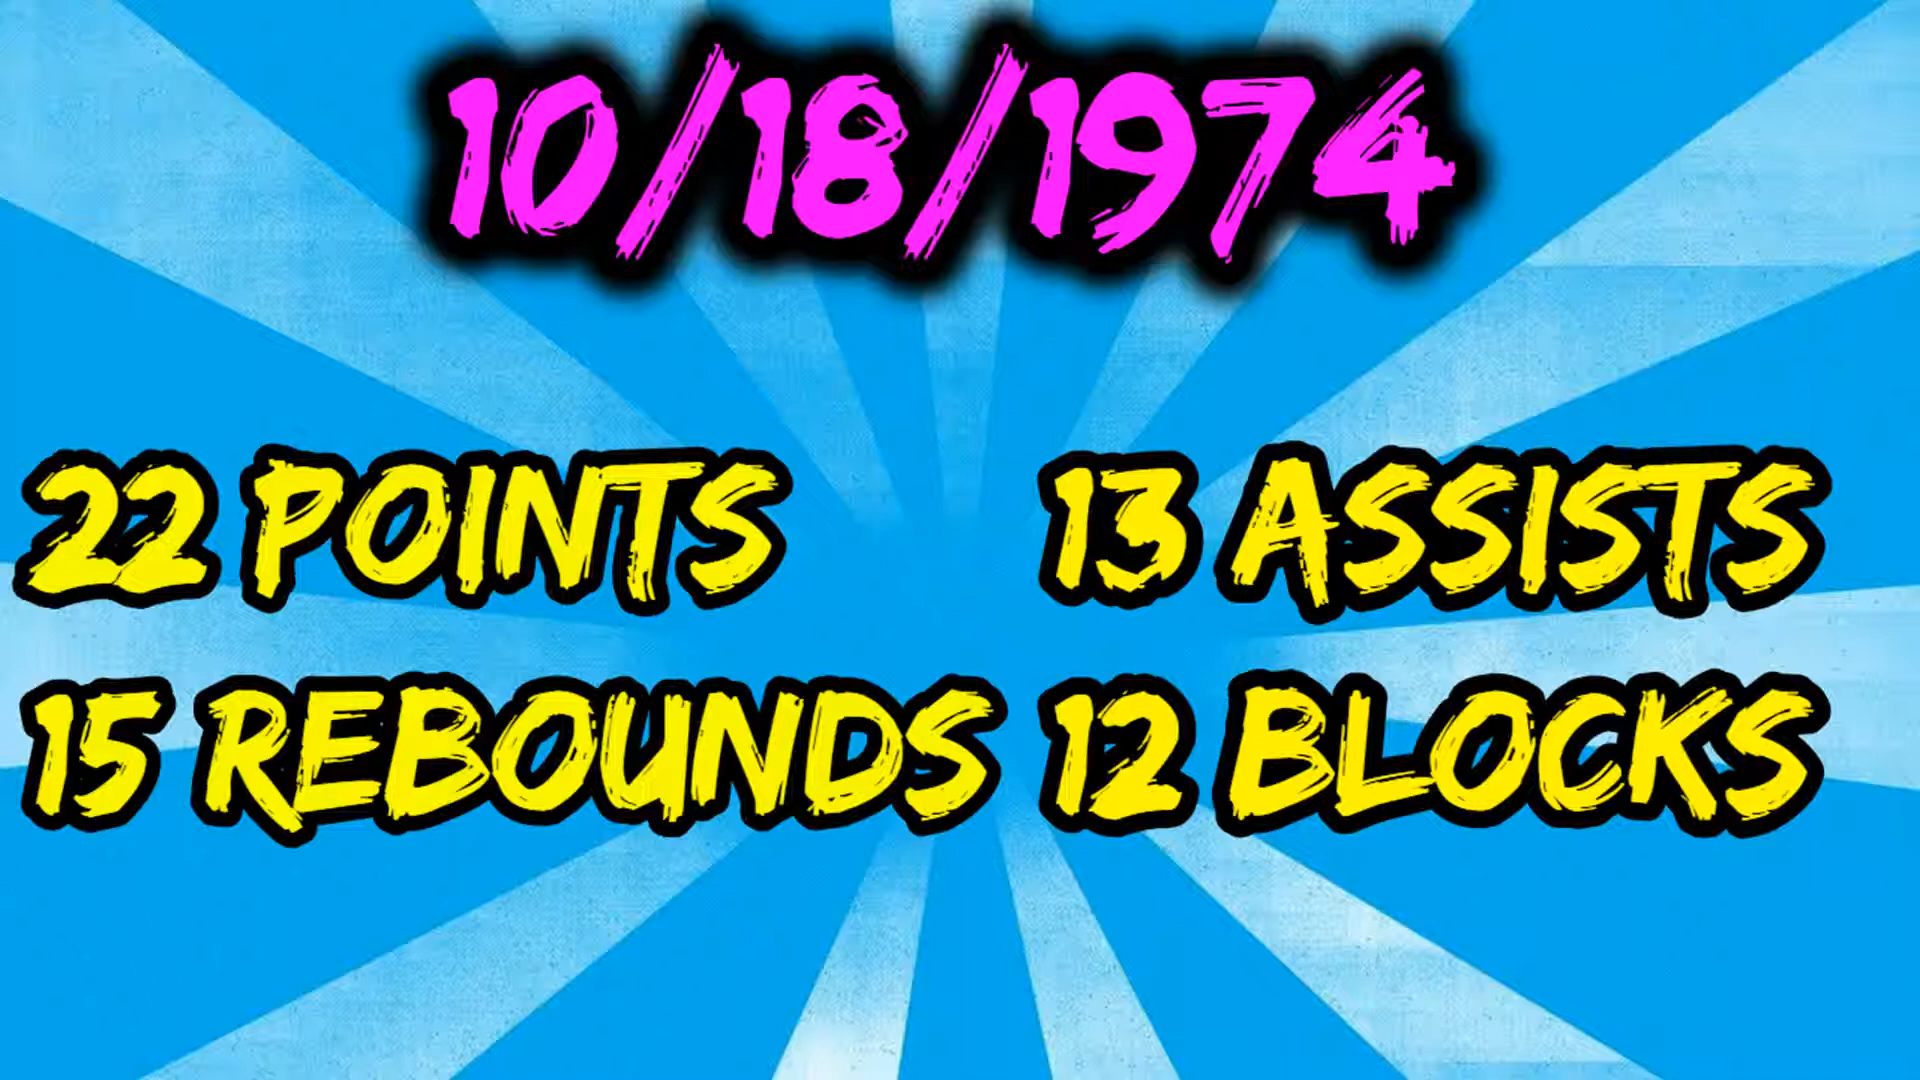 10/18/1974
22 POINTS
13 ASSISTS
15 REBOUNDS
12 BLOCKS